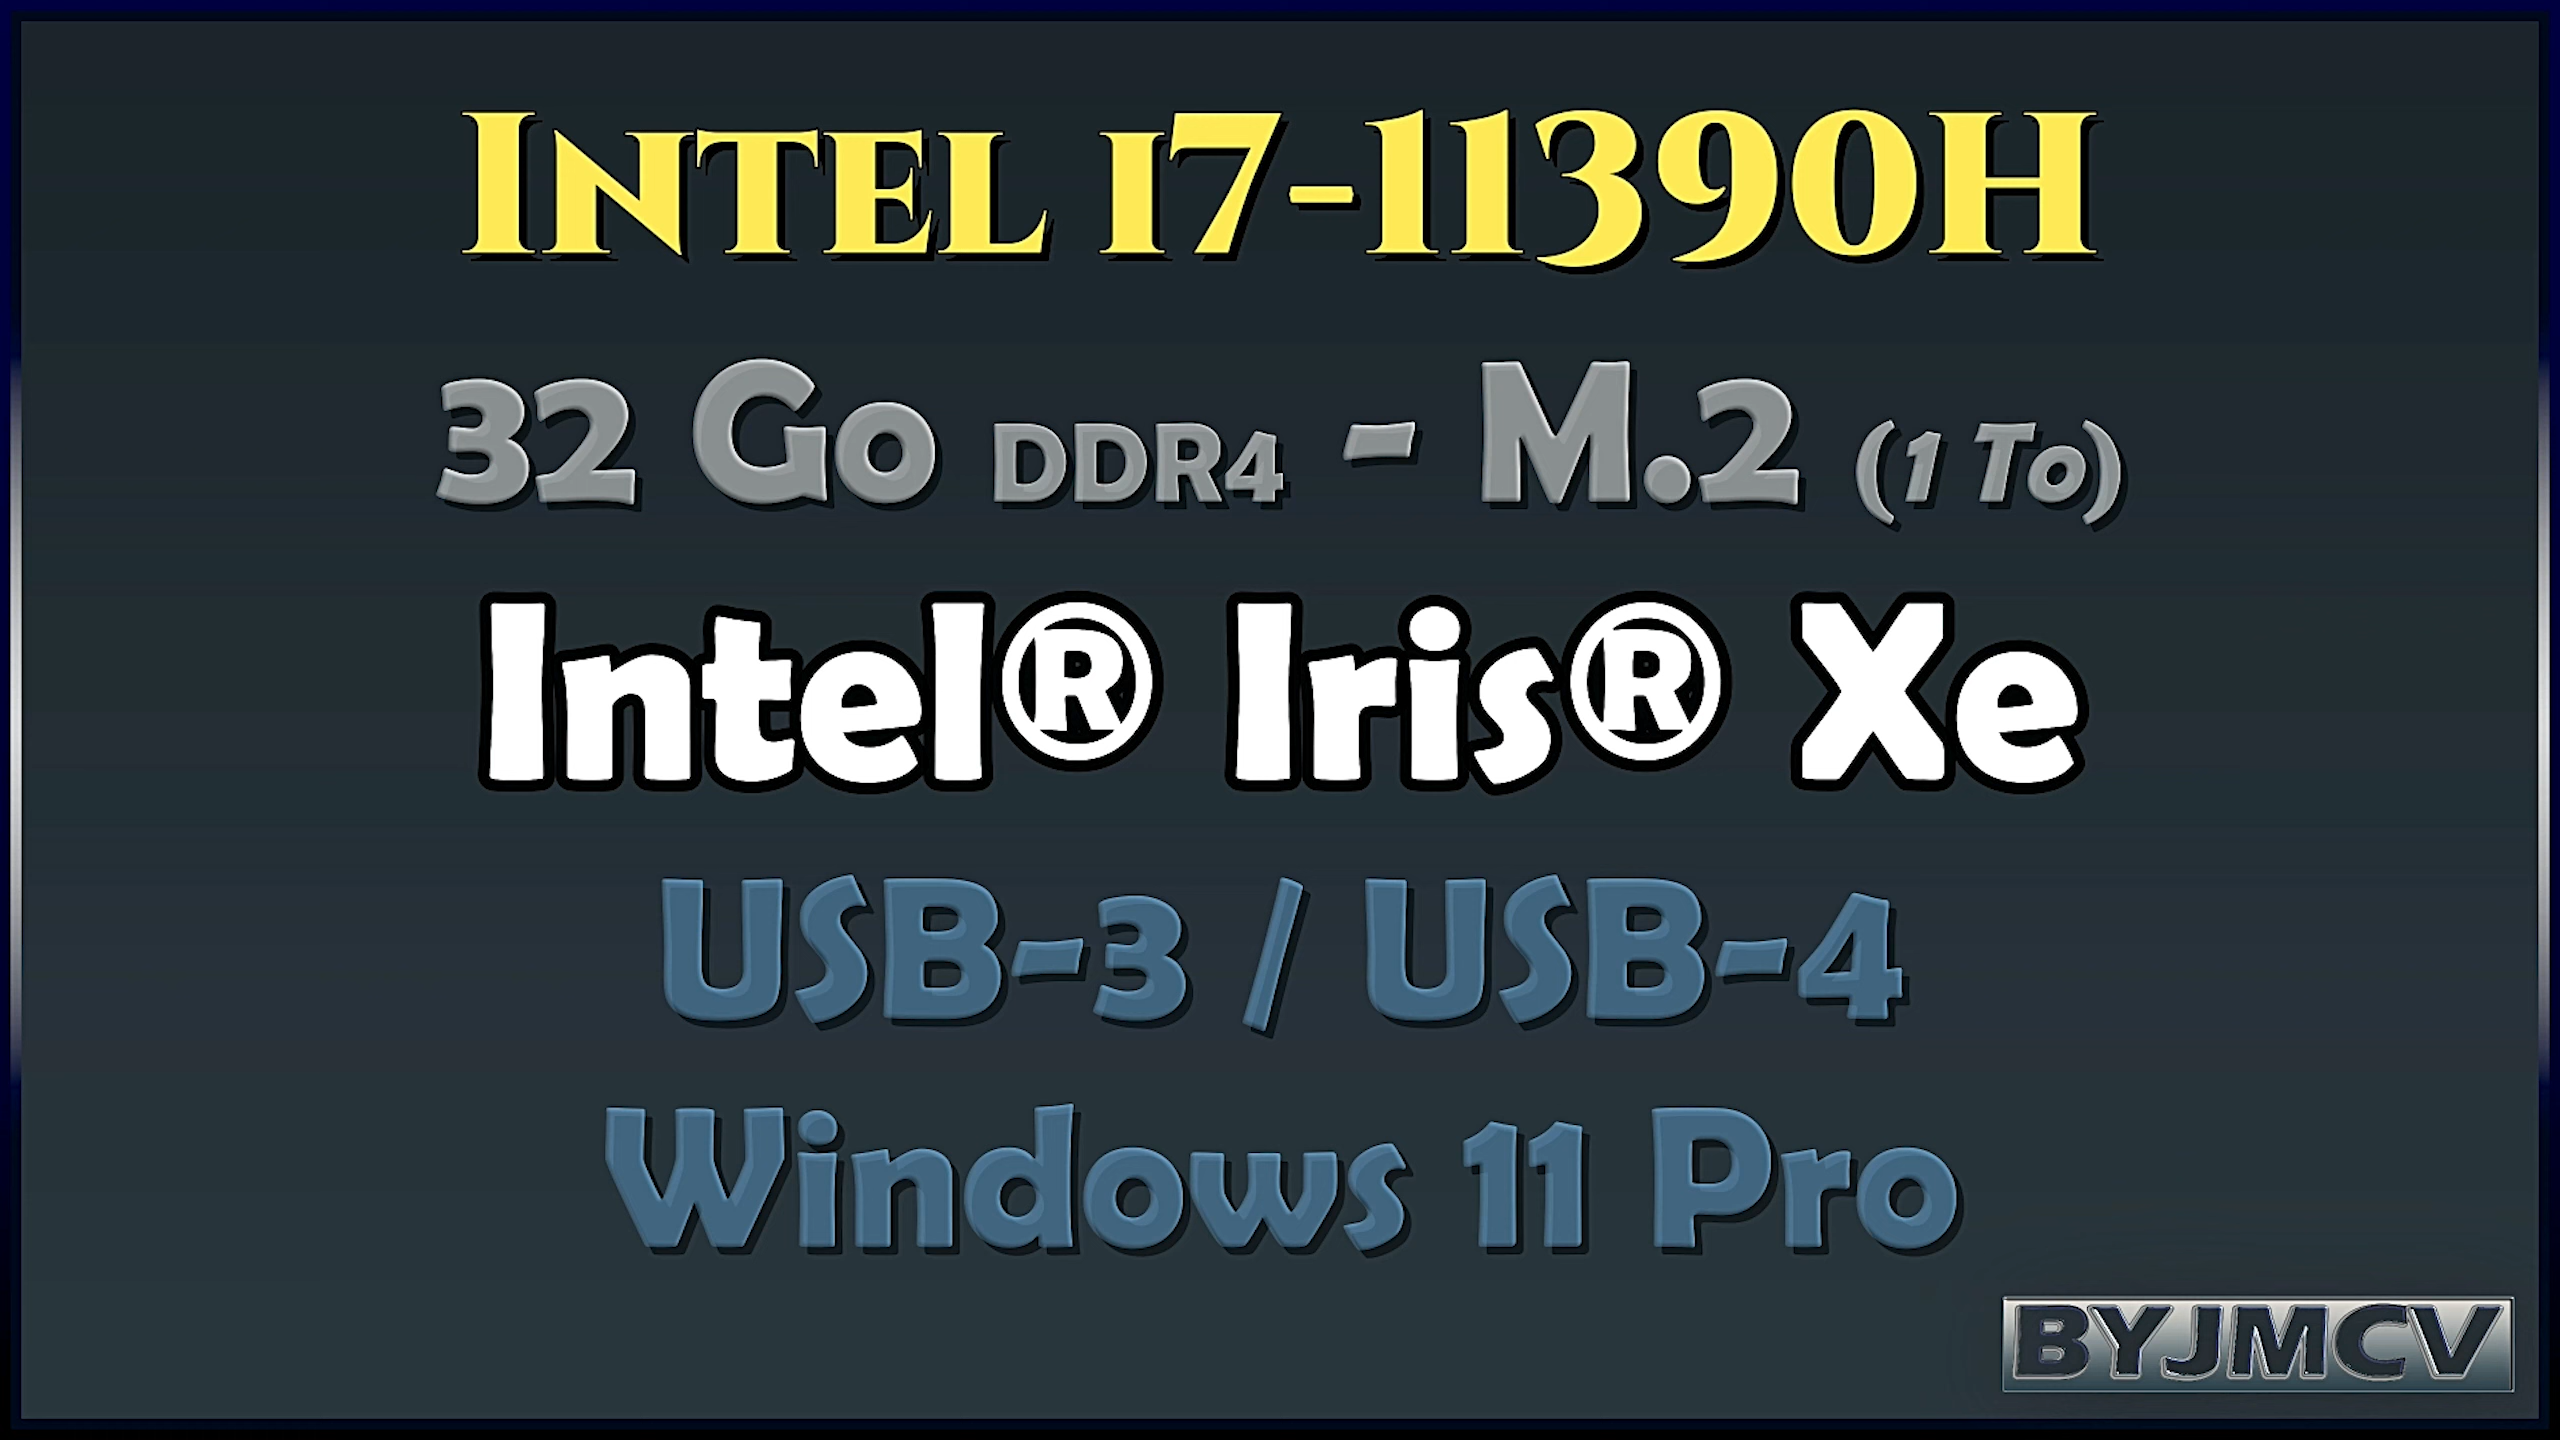 Intel i7-11390H
32 Go DDR4 - M.2 (1 To)
Intel® Iris® Xe
USB-3 / USB-4
Windows 11 Pro
BYJMCV